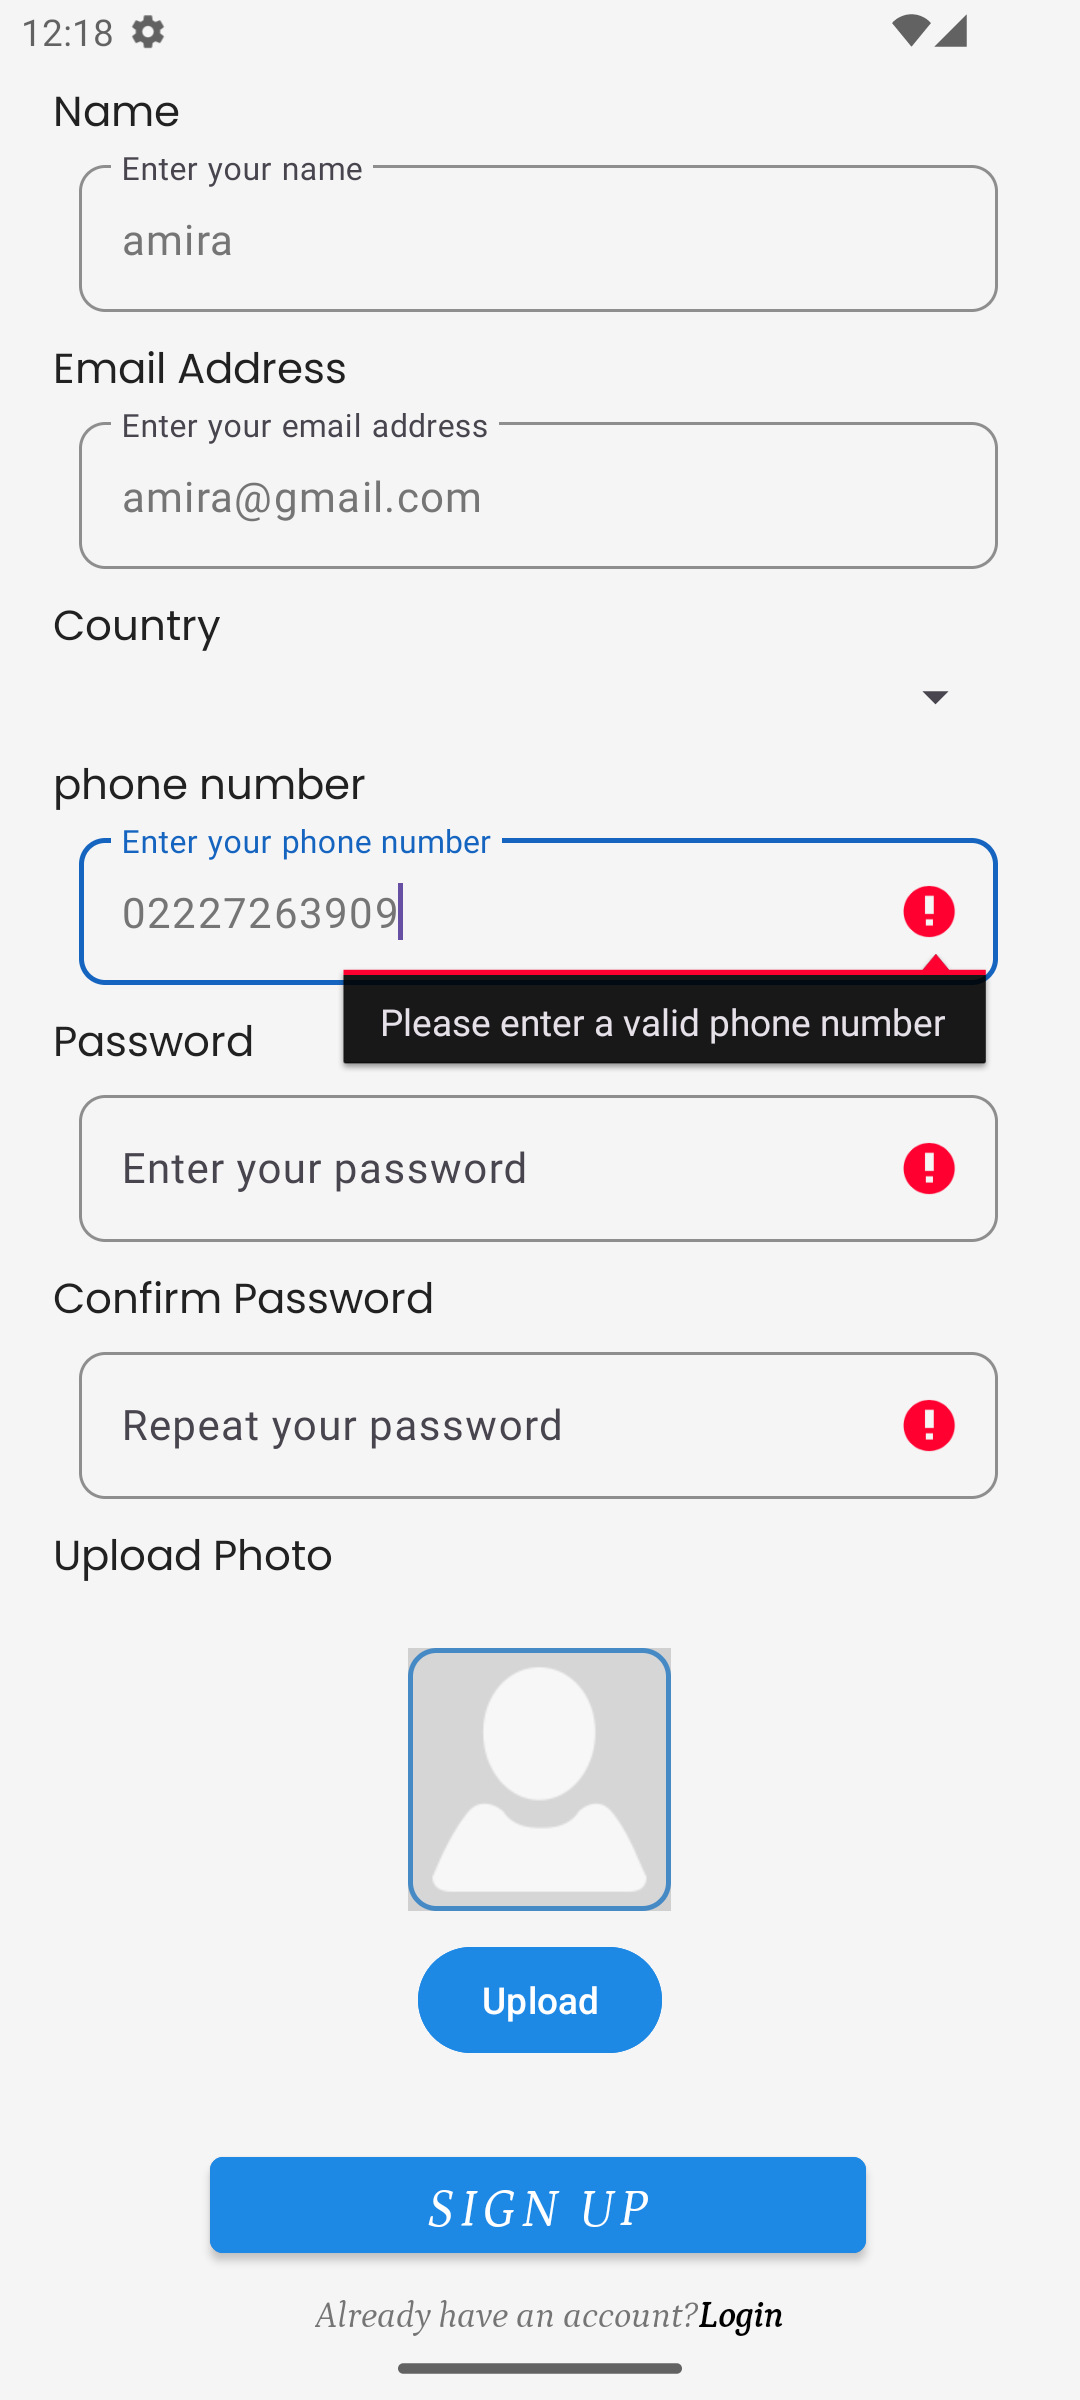 12:18
Name
Enter your name
amira
Email Address
Enter your email address
amira@gmail.com
Country
phone number
Enter your phone number
02227263909
Please enter a valid phone number
Password
Enter your password
Confirm Password
Repeat your password
Upload Photo
Upload
SIGN UP
Already have an account?Login